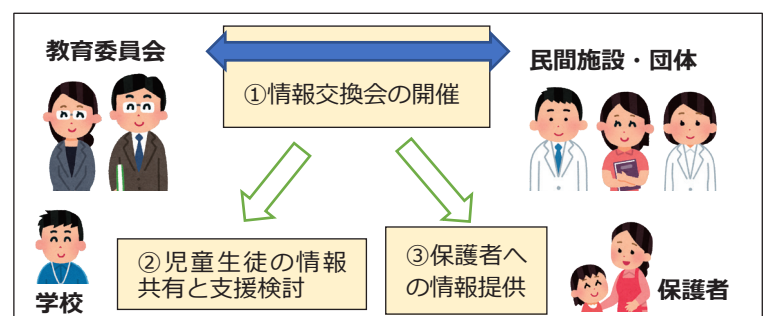 教育委員会
民間施設・団体
①情報交換会の開催
②児童生徒の情報
共有と支援検討
③保護者へ
の情報提供
学校
保護者